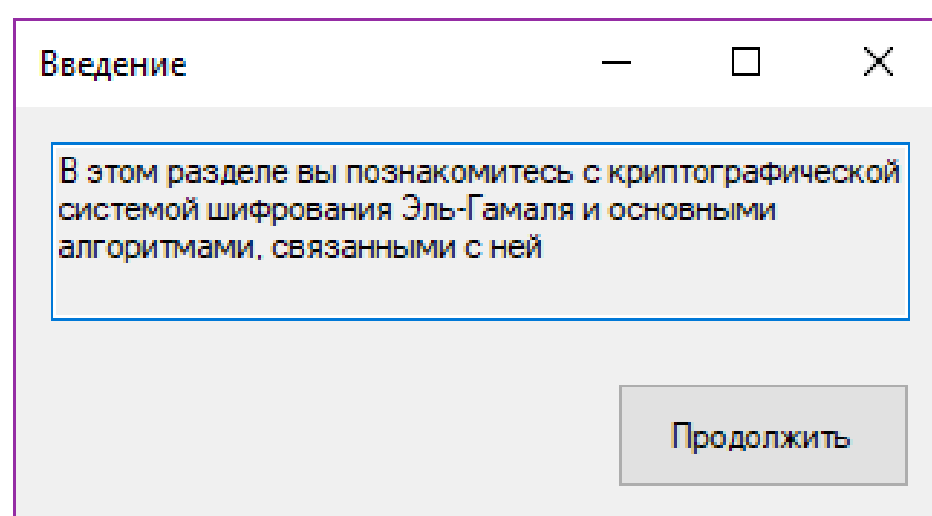 Введение
В этом разделе вы познакомитесь с криптографической
системой шифрования Эль-Гамаля и основными
алгоритмами, связанными с ней
Продолжить